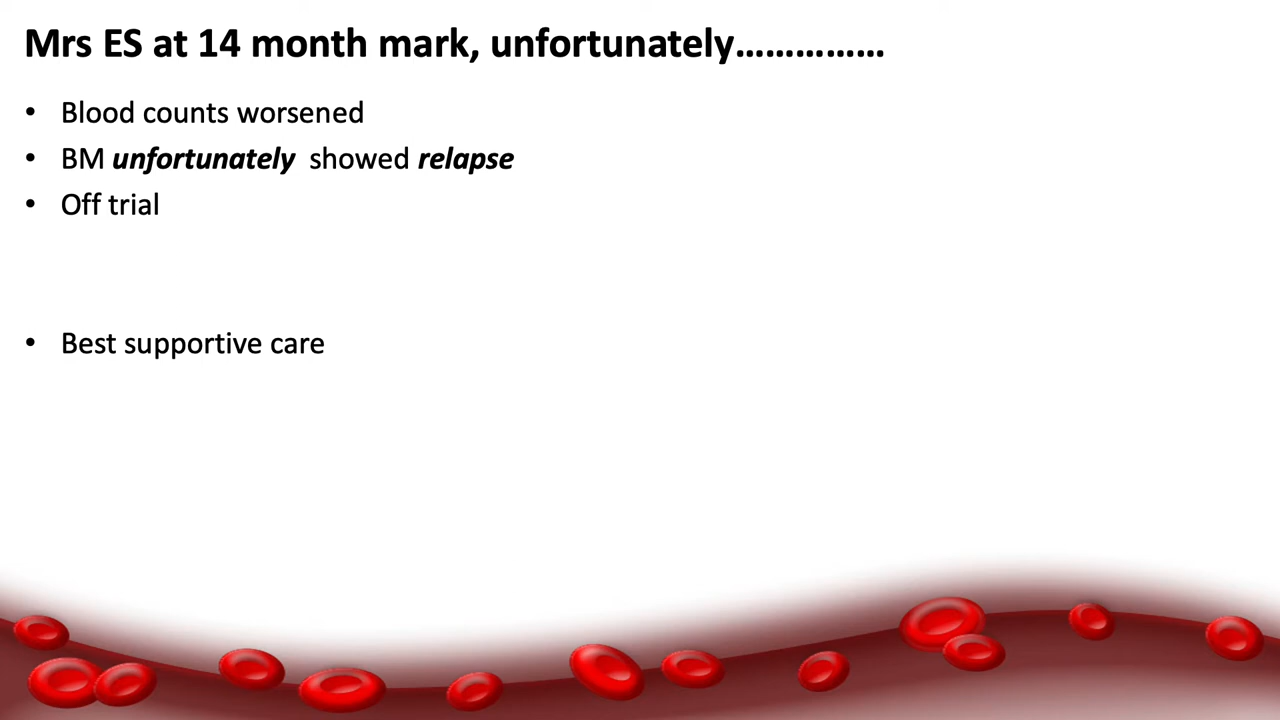 Mrs ES at 14 month mark, unfortunately……………
• Blood counts worsened
• BM unfortunately showed relapse
• Off trial
• Best supportive care